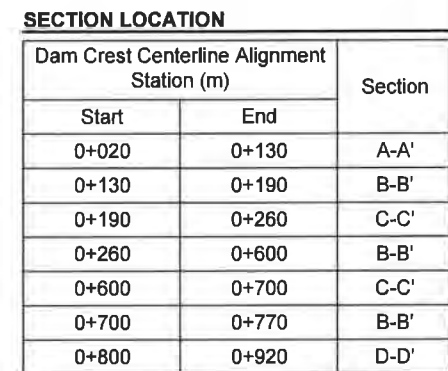 SECTION LOCATION
Dam Crest Centerline Alignment
Station (m)
Section
Start End
0+020 0+130 A-A'
0+130 0+190 B-B'
0+190 0+260 C-C'
0+260 0+600 B-B'
0+600 0+700 C-C'
0+700 0+770 B-B'
0+800 0+920 D-D'